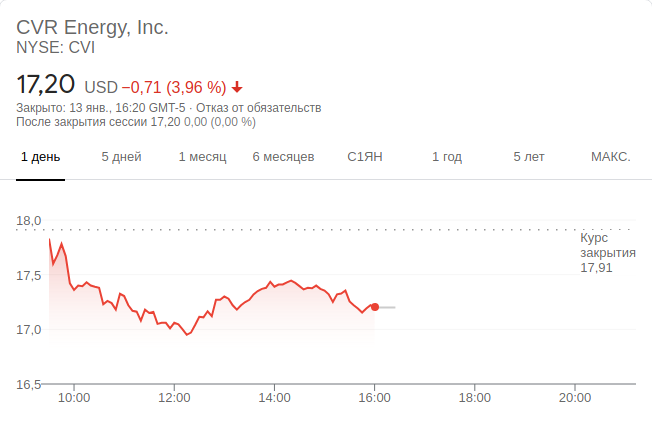 CVR Energy, Inc.
NYSE: CVI
17,20 USD −0,71 (3,96 %)
Закрыто: 13 янв., 16:20 GMT-5 · Отказ от обязательств
После закрытия сессии 17,20 0,00 (0,00 %)
1 день 5 дней 1 месяц 6 месяцев С1ЯН 1 год 5 лет МАКС.
18,0
Курс
закрытия
17,91
17,5
17,0
16,5
10:00 12:00 14:00 16:00 18:00 20:00